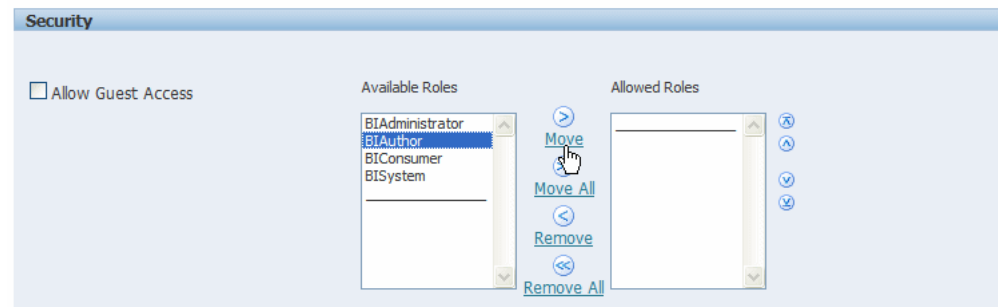 Security
Allow Guest Access
Available Roles
Allowed Roles
BIAdministrator
BIAuthor
BIConsumer
BISystem
Move
Move All
Remove
Remove All